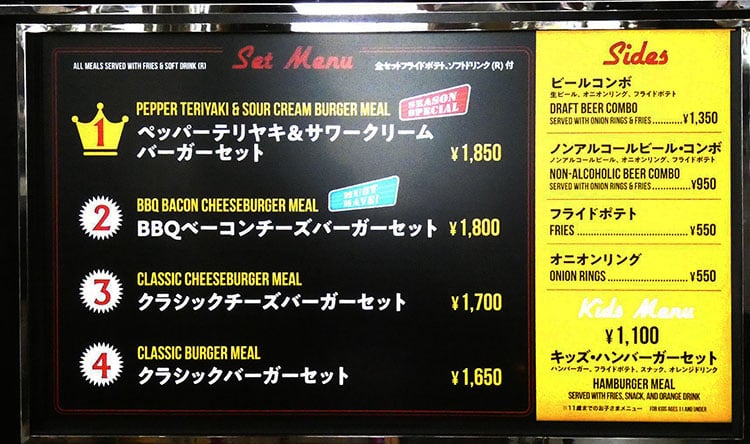 ALL MEALS SERVED WITH FRIES & SOFT DRINK (R)
Set Menu
全セットフライドポテト、ソフトドリンク (R) 付
1
PEPPER TERIYAKI & SOUR CREAM BURGER MEAL
SEASON
SPECIAL
ペッパーテリヤキ&サワークリーム
バーガーセット
¥1,850
2
BBQ BACON CHEESEBURGER MEAL
MUST
HAVE!
BBQベーコンチーズバーガーセット
¥1,800
3
CLASSIC CHEESEBURGER MEAL
クラシックチーズバーガーセット
¥1,700
4
CLASSIC BURGER MEAL
クラシックバーガーセット
¥1,650
Sides
ビールコンボ
生ビール、オニオンリング、フライドポテト
DRAFT BEER COMBO
SERVED WITH ONION RINGS & FRIES ............¥1,350
ノンアルコールビール・コンボ
ノンアルコールビール、オニオンリング、フライドポテト
NON-ALCOHOLIC BEER COMBO
SERVED WITH ONION RINGS & FRIES ............¥950
フライドポテト
FRIES ............¥550
オニオンリング
ONION RINGS ............¥550
Kids Menu
¥1,100
キッズ・ハンバーガーセット
ハンバーガー、フライドポテト、スナック、オレンジドリンク
HAMBURGER MEAL
SERVED WITH FRIES, SNACK, AND ORANGE DRINK
※11歳までのお子さまメニュー FOR KIDS AGES 11 AND UNDER